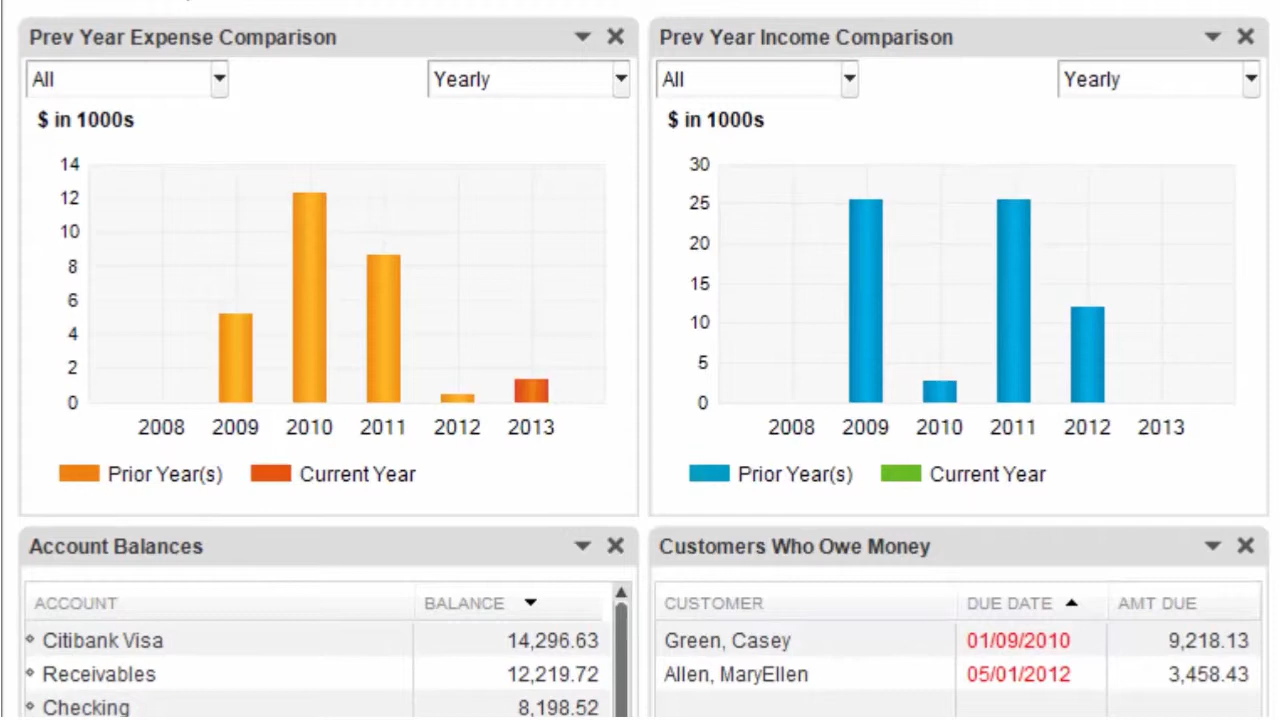 Prev Year Expense Comparison
All
Yearly
$ in 1000s
14
12
10
8
6
4
2
0
2008 2009 2010 2011 2012 2013
Prior Year(s) Current Year
Prev Year Income Comparison
All
Yearly
$ in 1000s
30
25
20
15
10
5
0
2008 2009 2010 2011 2012 2013
Prior Year(s) Current Year
Account Balances
ACCOUNT BALANCE
Citibank Visa 14,296.63
Receivables 12,219.72
Checking 8,198.52
Customers Who Owe Money
CUSTOMER DUE DATE AMT DUE
Green, Casey 01/09/2010 9,218.13
Allen, MaryEllen 05/01/2012 3,458.43